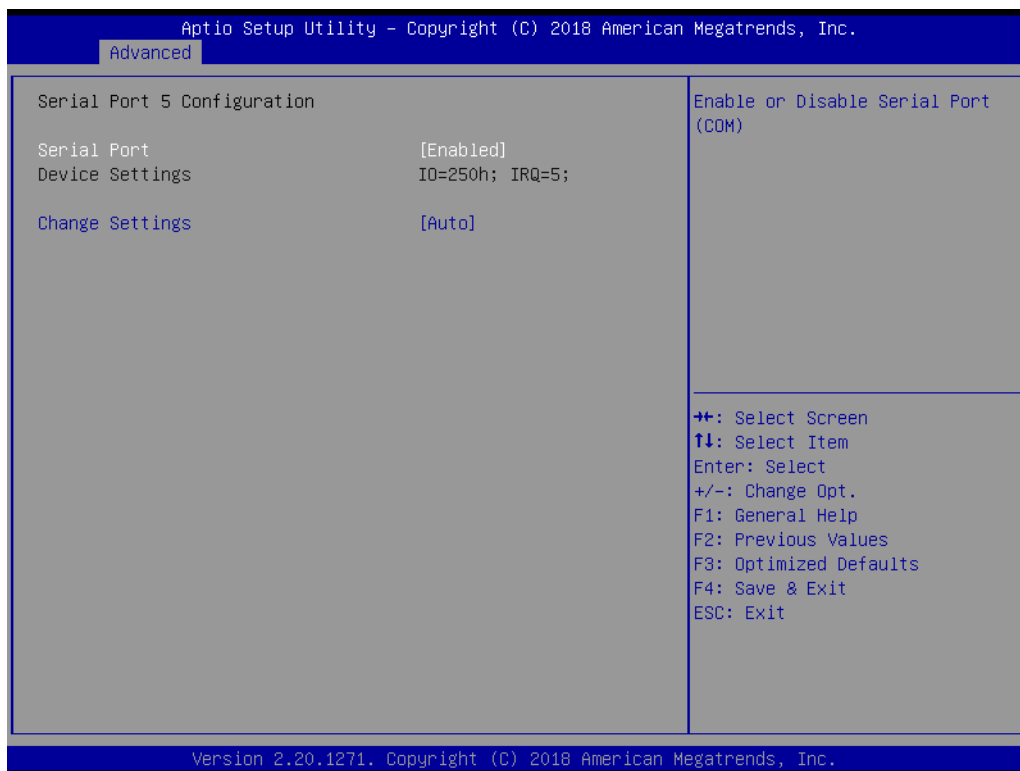 Aptio Setup Utility – Copyright (C) 2018 American Megatrends, Inc.
Advanced
Serial Port 5 Configuration
Serial Port [Enabled]
Device Settings IO=250h; IRQ=5;
Change Settings [Auto]
Enable or Disable Serial Port
(COM)
→←: Select Screen
↑↓: Select Item
Enter: Select
+/-: Change Opt.
F1: General Help
F2: Previous Values
F3: Optimized Defaults
F4: Save & Exit
ESC: Exit
Version 2.20.1271. Copyright (C) 2018 American Megatrends, Inc.